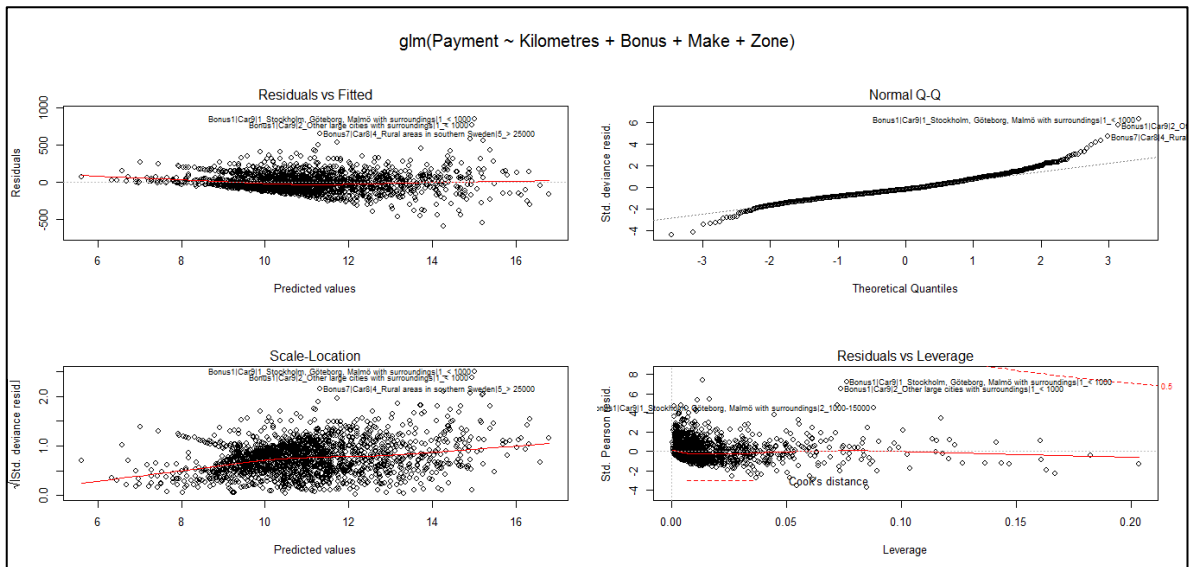 glm(Payment ~ Kilometres + Bonus + Make + Zone)
Residuals vs Fitted
Residuals
1000
500
0
-500
Bonus1|Car9|1_Stockholm, Göteborg, Malmö with surroundings|1_< 1000
Bonus1|Car9|2_Other large cities with surroundings|1_< 1000
Bonus7|Car8|4_Rural areas in southern Sweden|5_> 25000
6 8 10 12 14 16
Predicted values
Normal Q-Q
Std. deviance resid.
6
4
2
0
-2
-4
Bonus1|Car9|1_Stockholm, Göteborg, Malmö with surroundings|1_< 1000
Bonus1|Car9|2_Ot
Bonus7|Car8|4_Rural
-3 -2 -1 0 1 2 3
Theoretical Quantiles
Scale-Location
√|Std. deviance resid.|
2.0
1.0
0.0
Bonus1|Car9|1_Stockholm, Göteborg, Malmö with surroundings|1_< 1000
Bonus1|Car9|2_Other large cities with surroundings|1_< 1000
Bonus7|Car8|4_Rural areas in southern Sweden|5_> 25000
6 8 10 12 14 16
Predicted values
Residuals vs Leverage
Std. Pearson resid.
8
6
4
2
0
-2
-4
Bonus1|Car9|1_Stockholm, Göteborg, Malmö with surroundings|1_< 1000
Bonus1|Car9|2_Other large cities with surroundings|1_< 1000
onus1|Car9|1_Stockholm, Göteborg, Malmö with surroundings|2_1000-15000
0.5
Cook's distance
0.00 0.05 0.10 0.15 0.20
Leverage